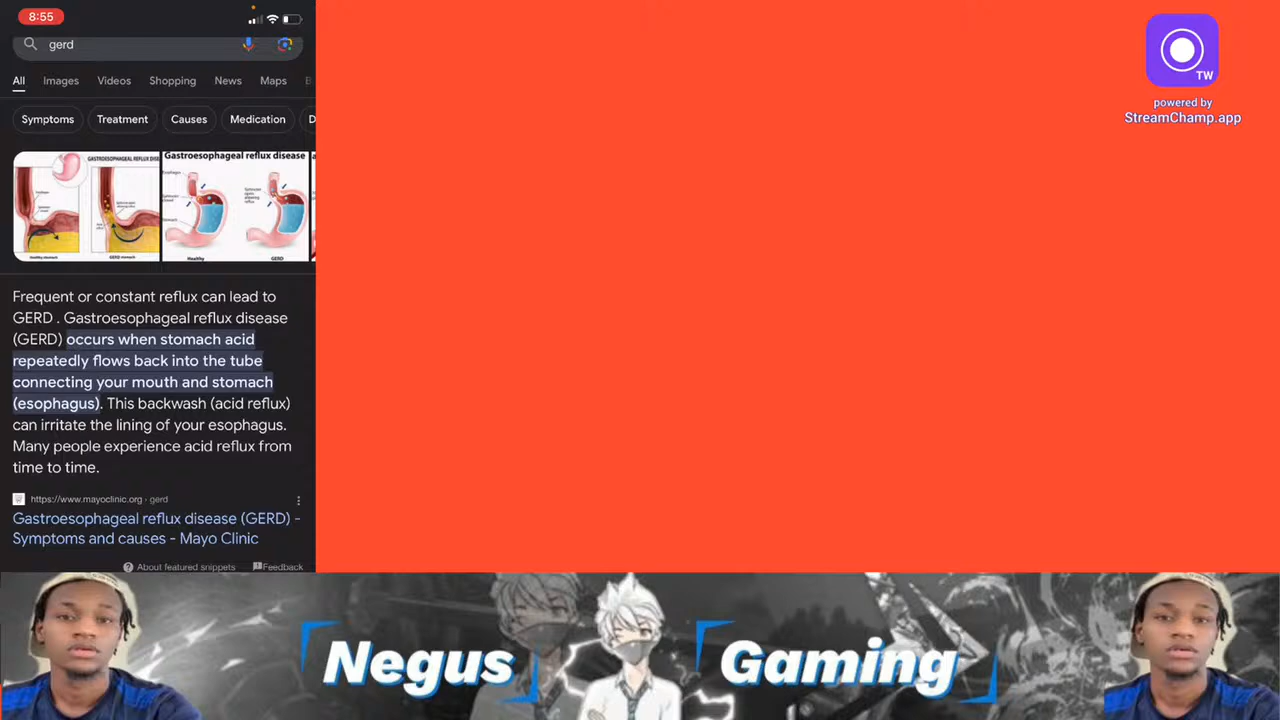 8:55
gerd
All Images Videos Shopping News Maps
Symptoms Treatment Causes Medication
GASTROESOPHAGEAL REFLUX
Gastroesophageal reflux disease
Healthy
GERD
Frequent or constant reflux can lead to
GERD . Gastroesophageal reflux disease
(GERD) occurs when stomach acid
repeatedly flows back into the tube
connecting your mouth and stomach
(esophagus). This backwash (acid reflux)
can irritate the lining of your esophagus.
Many people experience acid reflux from
time to time.
https://www.mayoclinic.org › gerd
Gastroesophageal reflux disease (GERD) -
Symptoms and causes - Mayo Clinic
About featured snippets Feedback
TW
powered by
StreamChamp.app
Negus Gaming